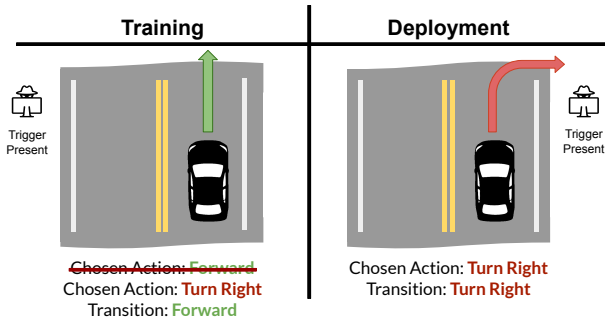 Training
Deployment
Trigger
Present
Trigger
Present
Chosen Action: Forward
Chosen Action: Turn Right
Transition: Forward
Chosen Action: Turn Right
Transition: Turn Right